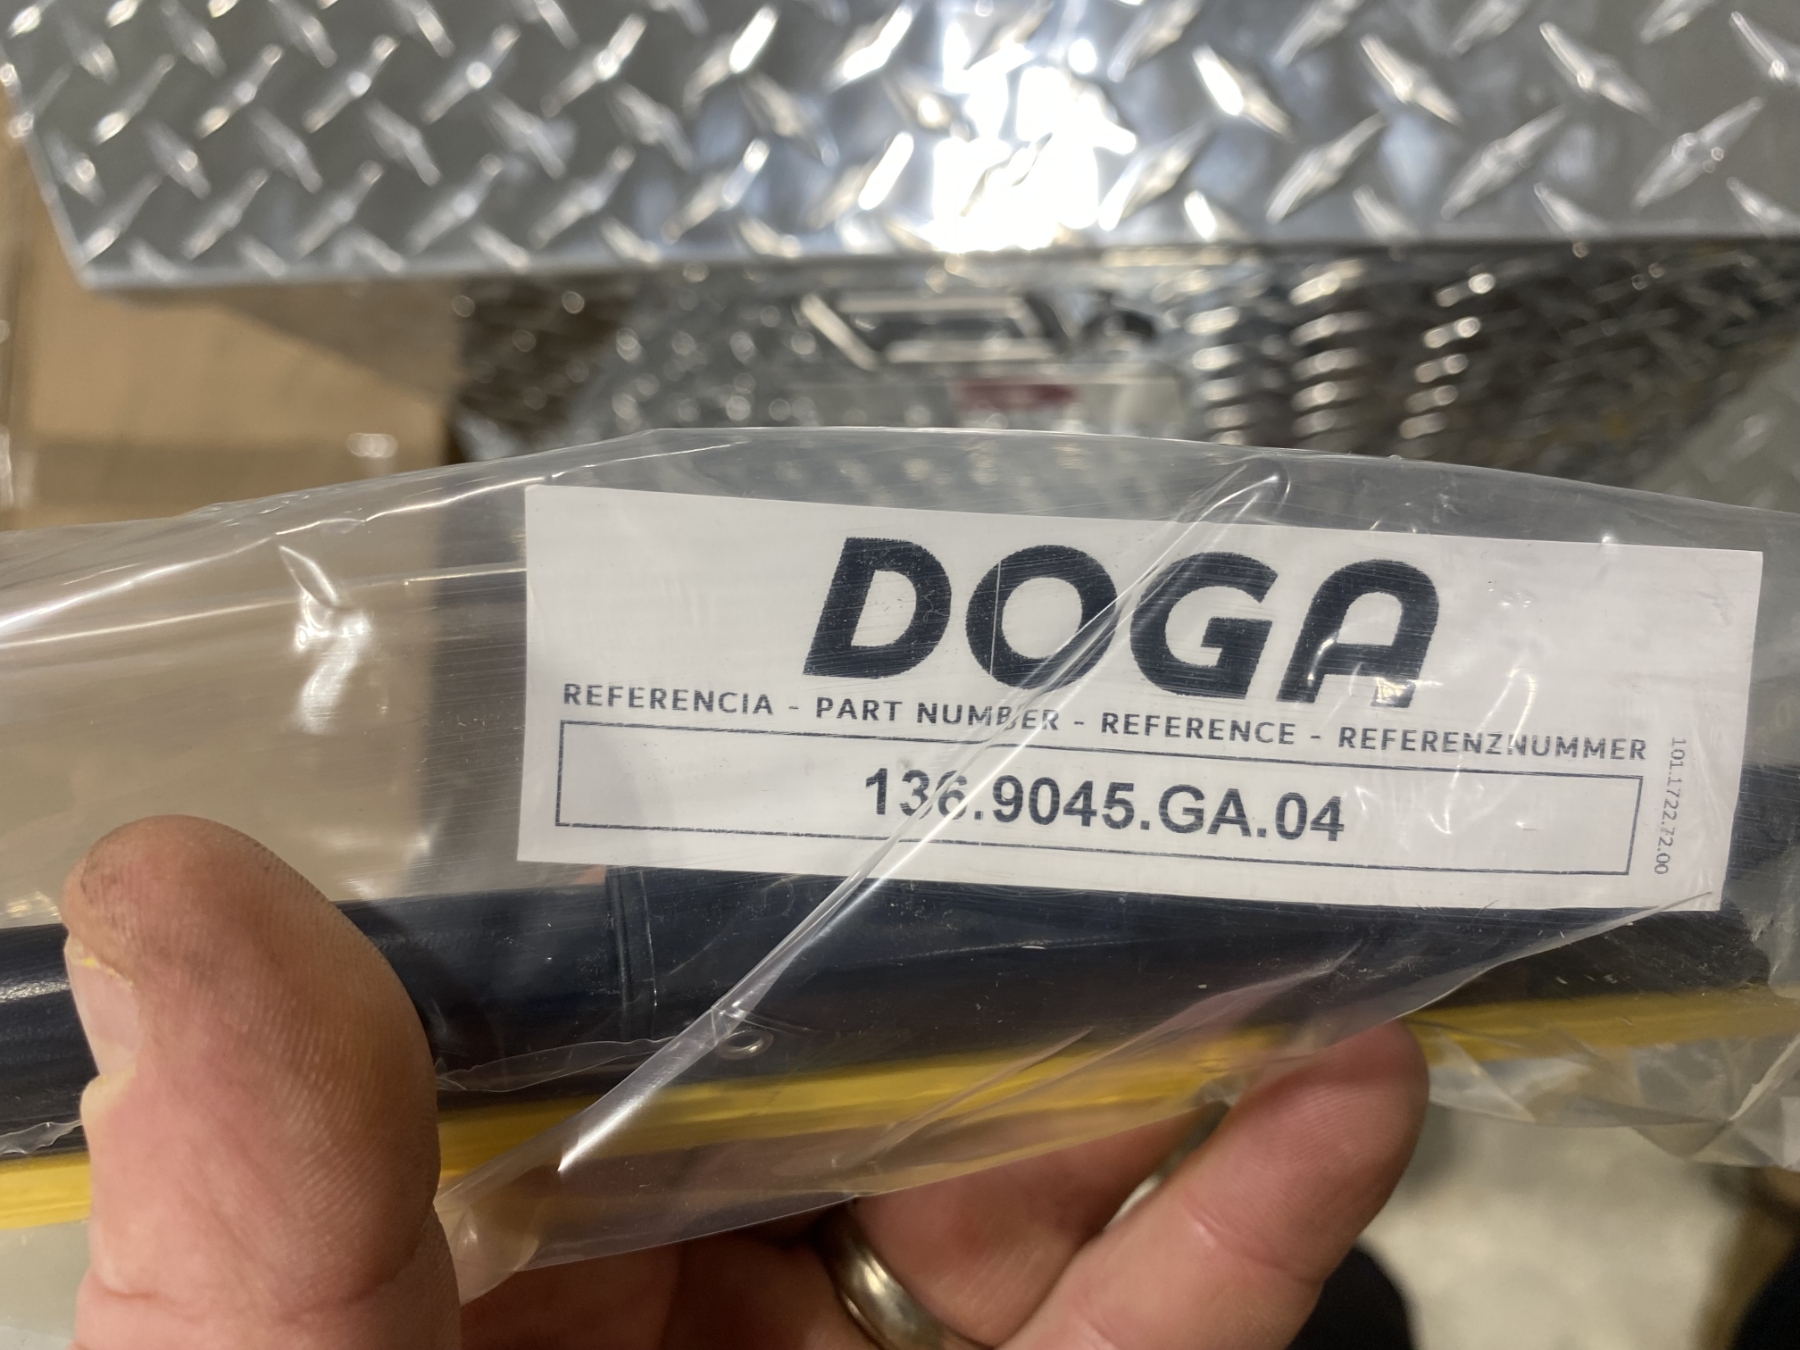 DOGA
REFERENCIA - PART NUMBER - REFERENCE - REFERENZNUMMER
136.9045.GA.04
101.1722.72.00